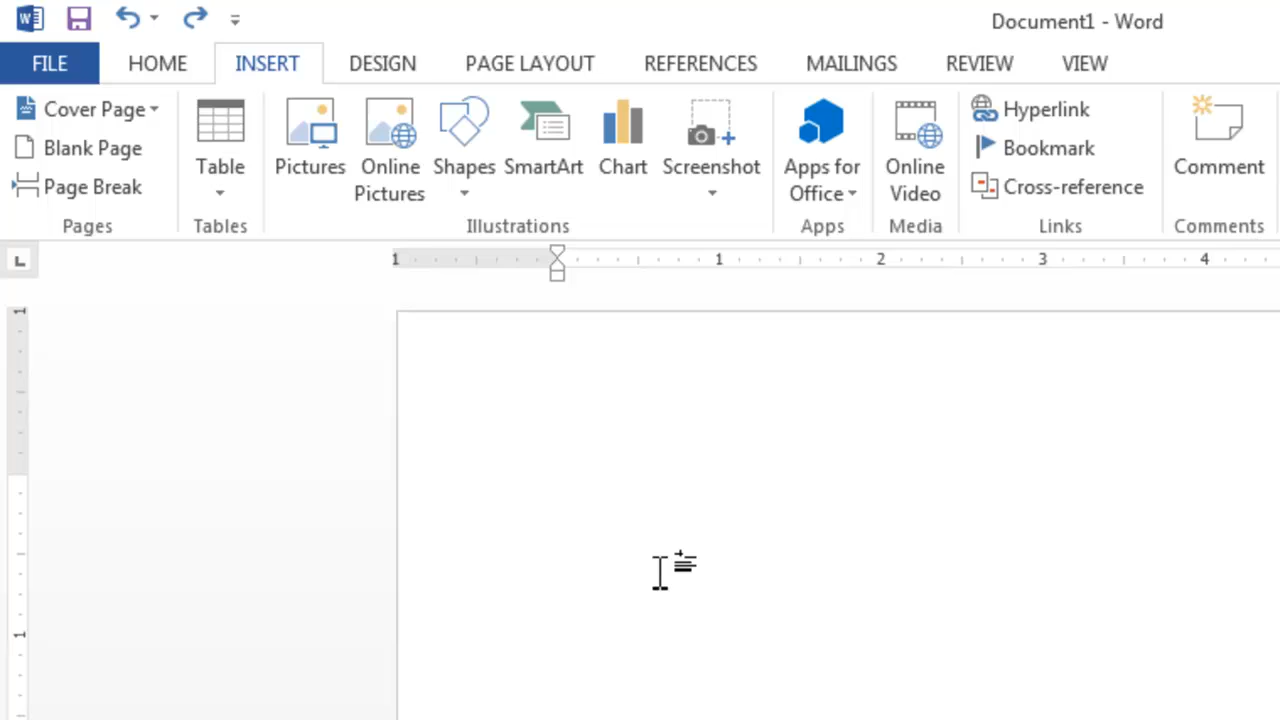 Document1 - Word
FILE HOME INSERT DESIGN PAGE LAYOUT REFERENCES MAILINGS REVIEW VIEW
Cover Page
Blank Page
Page Break
Pages
Table
Tables
Pictures
Online
Pictures
Shapes
SmartArt
Chart
Screenshot
Illustrations
Apps for
Office
Apps
Online
Video
Media
Hyperlink
Bookmark
Cross-reference
Links
Comment
Comments
1 1 2 3 4
1
1